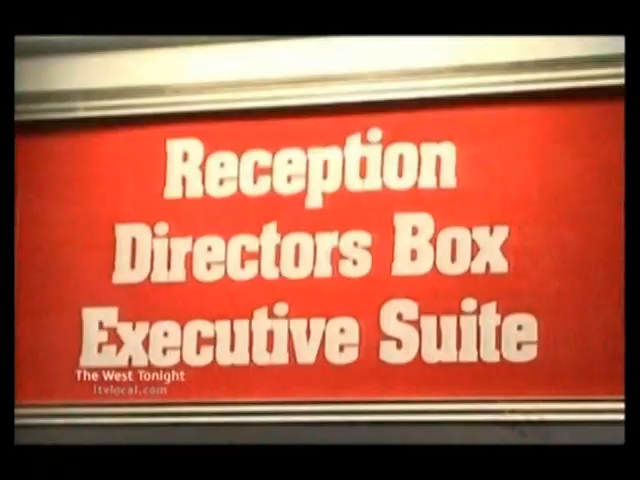 Reception
Directors Box
Executive Suite
The West Tonight
itvlocal.com